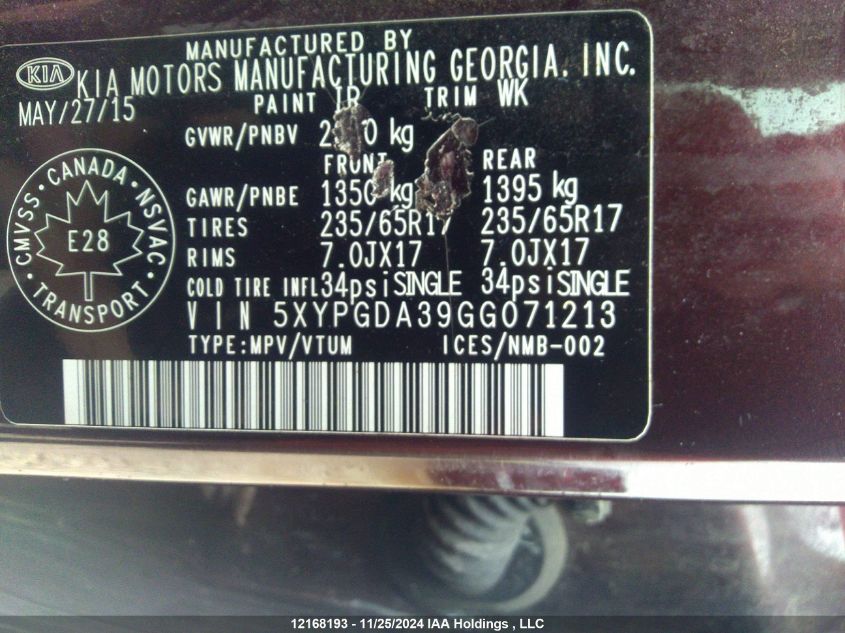 MANUFACTURED BY
KIA KIA MOTORS MANUFACTURING GEORGIA. INC.
MAY/27/15 PAINT TRIM WK
GVWR/PNBV kg
FRONT REAR
GAWR/PNBE 1350 kg 1395 kg
TIRES 235/65R17 235/65R17
RIMS 7.0JX17 7.0JX17
COLD TIRE INFL 34psi SINGLE 34psi SINGLE
VIN 5XYPGDA39GG071213
TYPE:MPV/VTUM ICES/NMB-002
CMVSS · CANADA · NSVAC · TRANSPORT ·
E28
12168193 - 11/25/2024 IAA Holdings , LLC